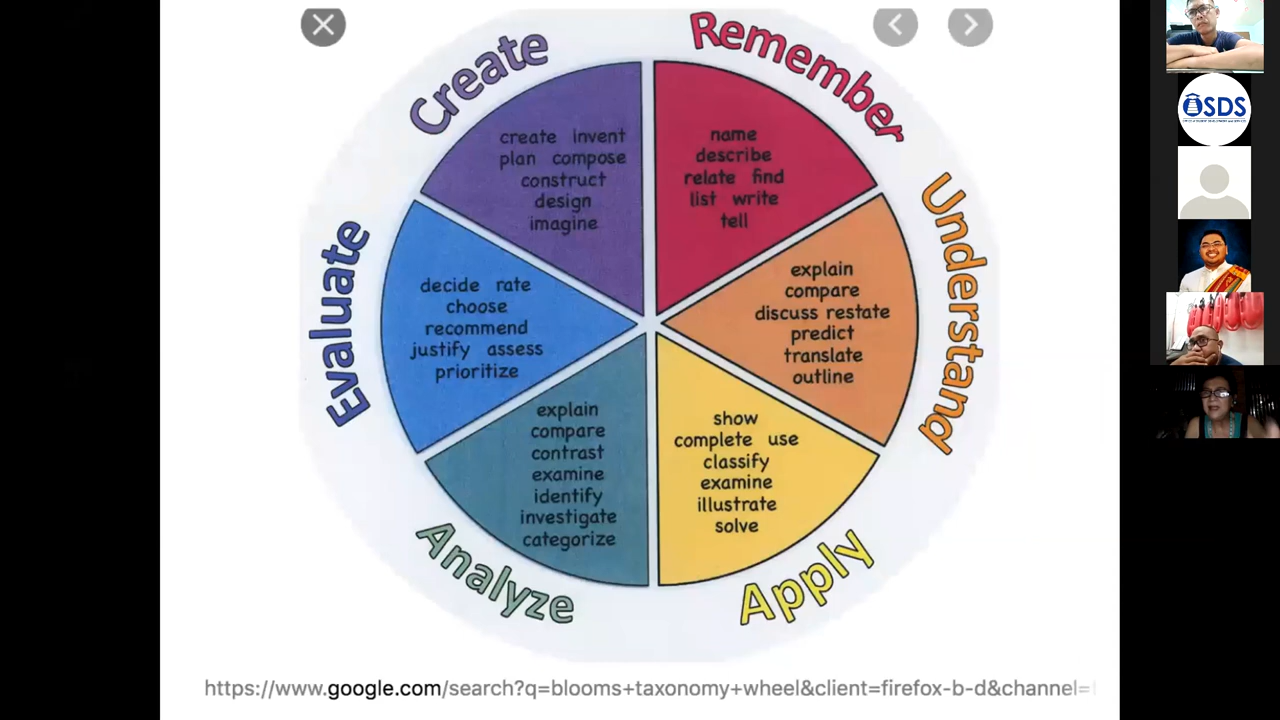 Create
Remember
Understand
Apply
Analyze
Evaluate
create invent
plan compose
construct
design
imagine
name
describe
relate find
list write
tell
explain
compare
discuss restate
predict
translate
outline
show
complete use
classify
examine
illustrate
solve
explain
compare
contrast
examine
identify
investigate
categorize
decide rate
choose
recommend
justify assess
prioritize
https://www.google.com/search?q=blooms+taxonomy+wheel&client=firefox-b-d&channel=
OSDS